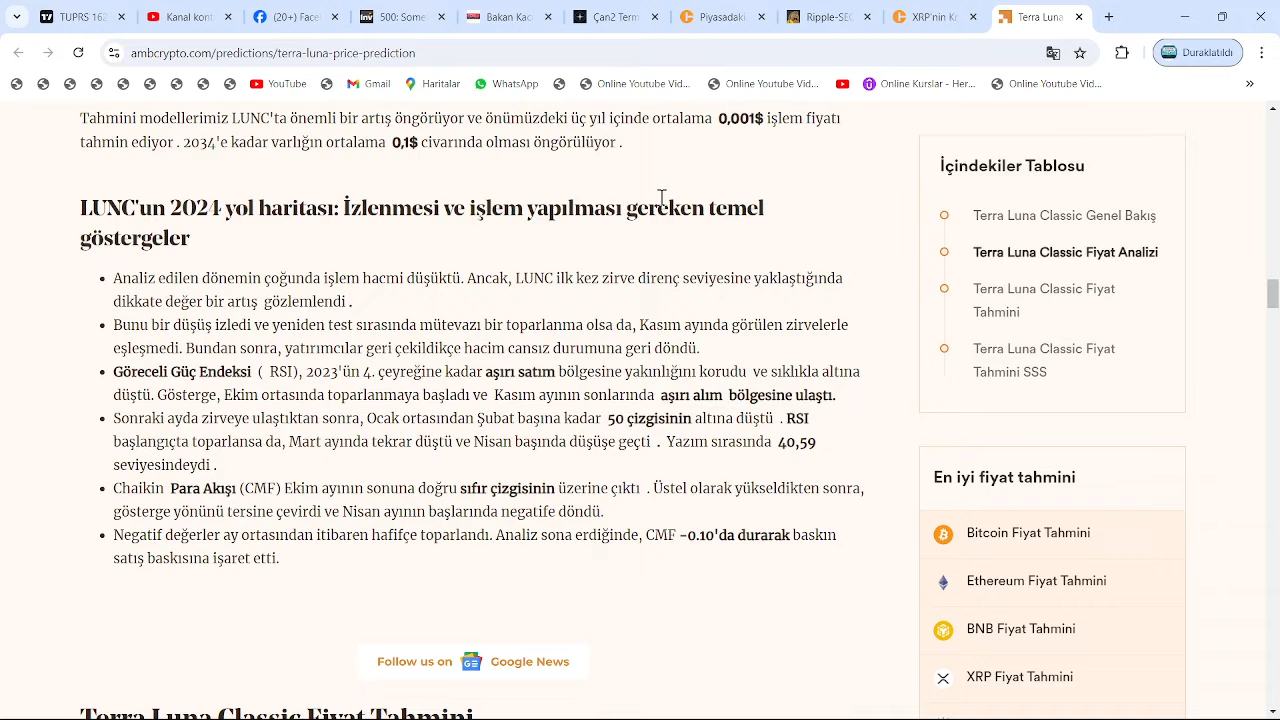 TUPRS 156
Kanal içeri
(20+
500: Somer
Bakan Kac
Çan2 Term
Piyasadaki
Ripple-SE
XRP'nin K
Terra Luna
ambcrypto.com/predictions/terra-luna-price-prediction
Duraklatıldı
YouTube
Gmail
Haritalar
WhatsApp
Online Youtube Vid...
Online Youtube Vid...
Online Kurslar - Her...
Online Youtube Vid...
Tahmini modellerimiz LUNC'ta önemli bir artış öngörüyor ve önümüzdeki üç yıl içinde ortalama 0,001$ işlem fiyatı
tahmin ediyor . 2034'e kadar varlığın ortalama 0,1$ civarında olması öngörülüyor .
LUNC'un 2024 yol haritası: İzlenmesi ve işlem yapılması gereken temel
göstergeler
• Analiz edilen dönemin çoğunda işlem hacmi düşüktü. Ancak, LUNC ilk kez zirve direnç seviyesine yaklaştığında
dikkate değer bir artış gözlemlendi .
• Bunu bir düşüş izledi ve yeniden test sırasında mütevazı bir toparlanma olsa da, Kasım ayında görülen zirvelerle
eşleşmedi. Bundan sonra, yatırımcılar geri çekildikçe hacim cansız durumuna geri döndü.
• Göreceli Güç Endeksi ( RSI), 2023'ün 4. çeyreğine kadar aşırı satım bölgesine yakınlığını korudu ve sıklıkla altına
düştü. Gösterge, Ekim ortasında toparlanmaya başladı ve Kasım ayının sonlarında aşırı alım bölgesine ulaştı.
• Sonraki ayda zirveye ulaştıktan sonra, Ocak ortasından Şubat başına kadar 50 çizgisinin altına düştü . RSI
başlangıçta toparlansa da, Mart ayında tekrar düştü ve Nisan başında düşüşe geçti . Yazım sırasında 40,59
seviyesindeydi .
• Chaikin Para Akışı (CMF) Ekim ayının sonuna doğru sıfır çizgisinin üzerine çıktı . Üstel olarak yükseldikten sonra,
gösterge yönünü tersine çevirdi ve Nisan ayının başlarında negatife döndü.
• Negatif değerler ay ortasından itibaren hafifçe toparlandı. Analiz sona erdiğinde, CMF -0.10'da durarak baskın
satış baskısına işaret etti.
Follow us on Google News
Terra Luna Classic Fiyat Tahmini
İçindekiler Tablosu
Terra Luna Classic Genel Bakış
Terra Luna Classic Fiyat Analizi
Terra Luna Classic Fiyat
Tahmini
Terra Luna Classic Fiyat
Tahmini SSS
En iyi fiyat tahmini
Bitcoin Fiyat Tahmini
Ethereum Fiyat Tahmini
BNB Fiyat Tahmini
XRP Fiyat Tahmini